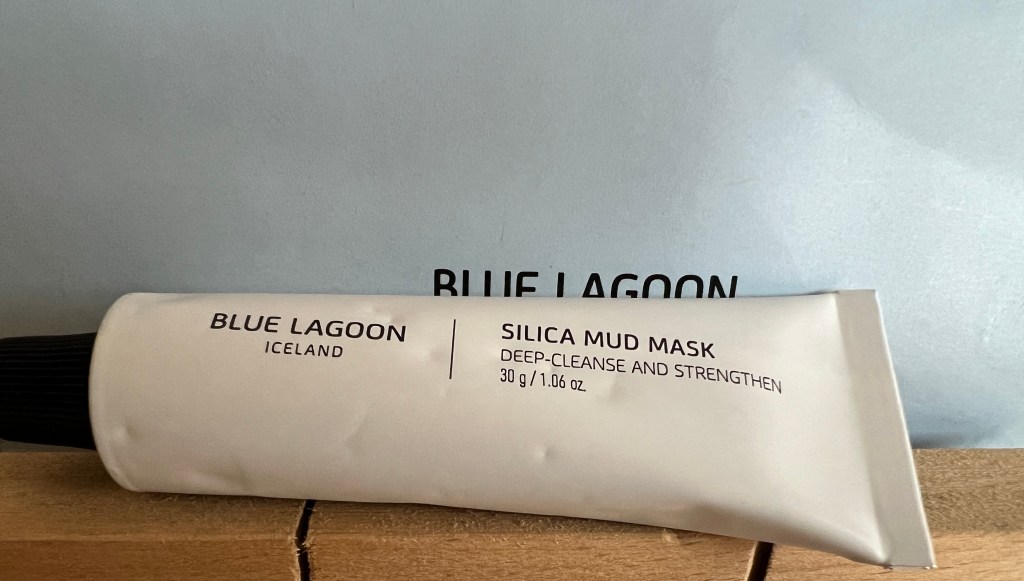 BLUE LAGOON
BLUE LAGOON
ICELAND
SILICA MUD MASK
DEEP-CLEANSE AND STRENGTHEN
30 g / 1.06 oz.